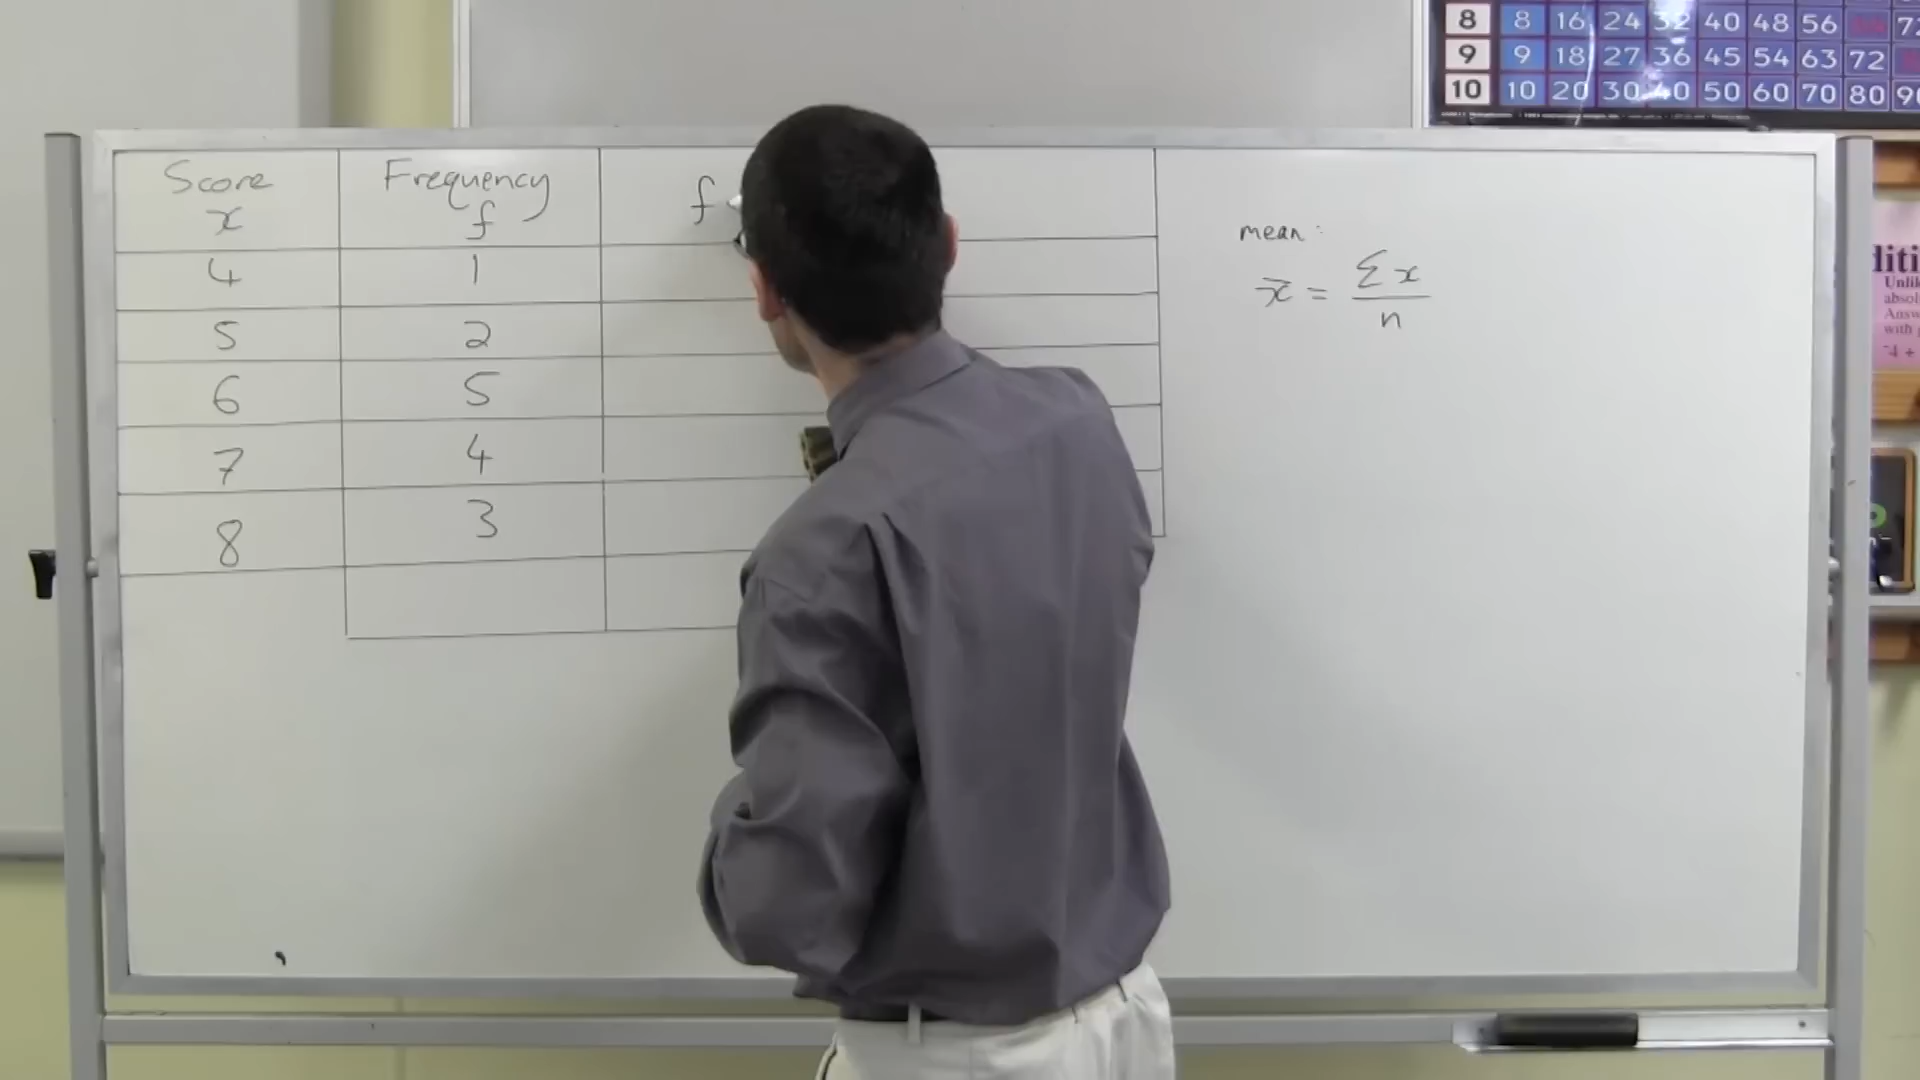 8 8 16 24 32 40 48 56
9 9 18 27 36 45 54 63 72
10 10 20 30 40 50 60 70 80 90
Score
x
Frequency
f
f
4 1
5 2
6 5
7 4
8 3
mean:
x̄ = Σx
n